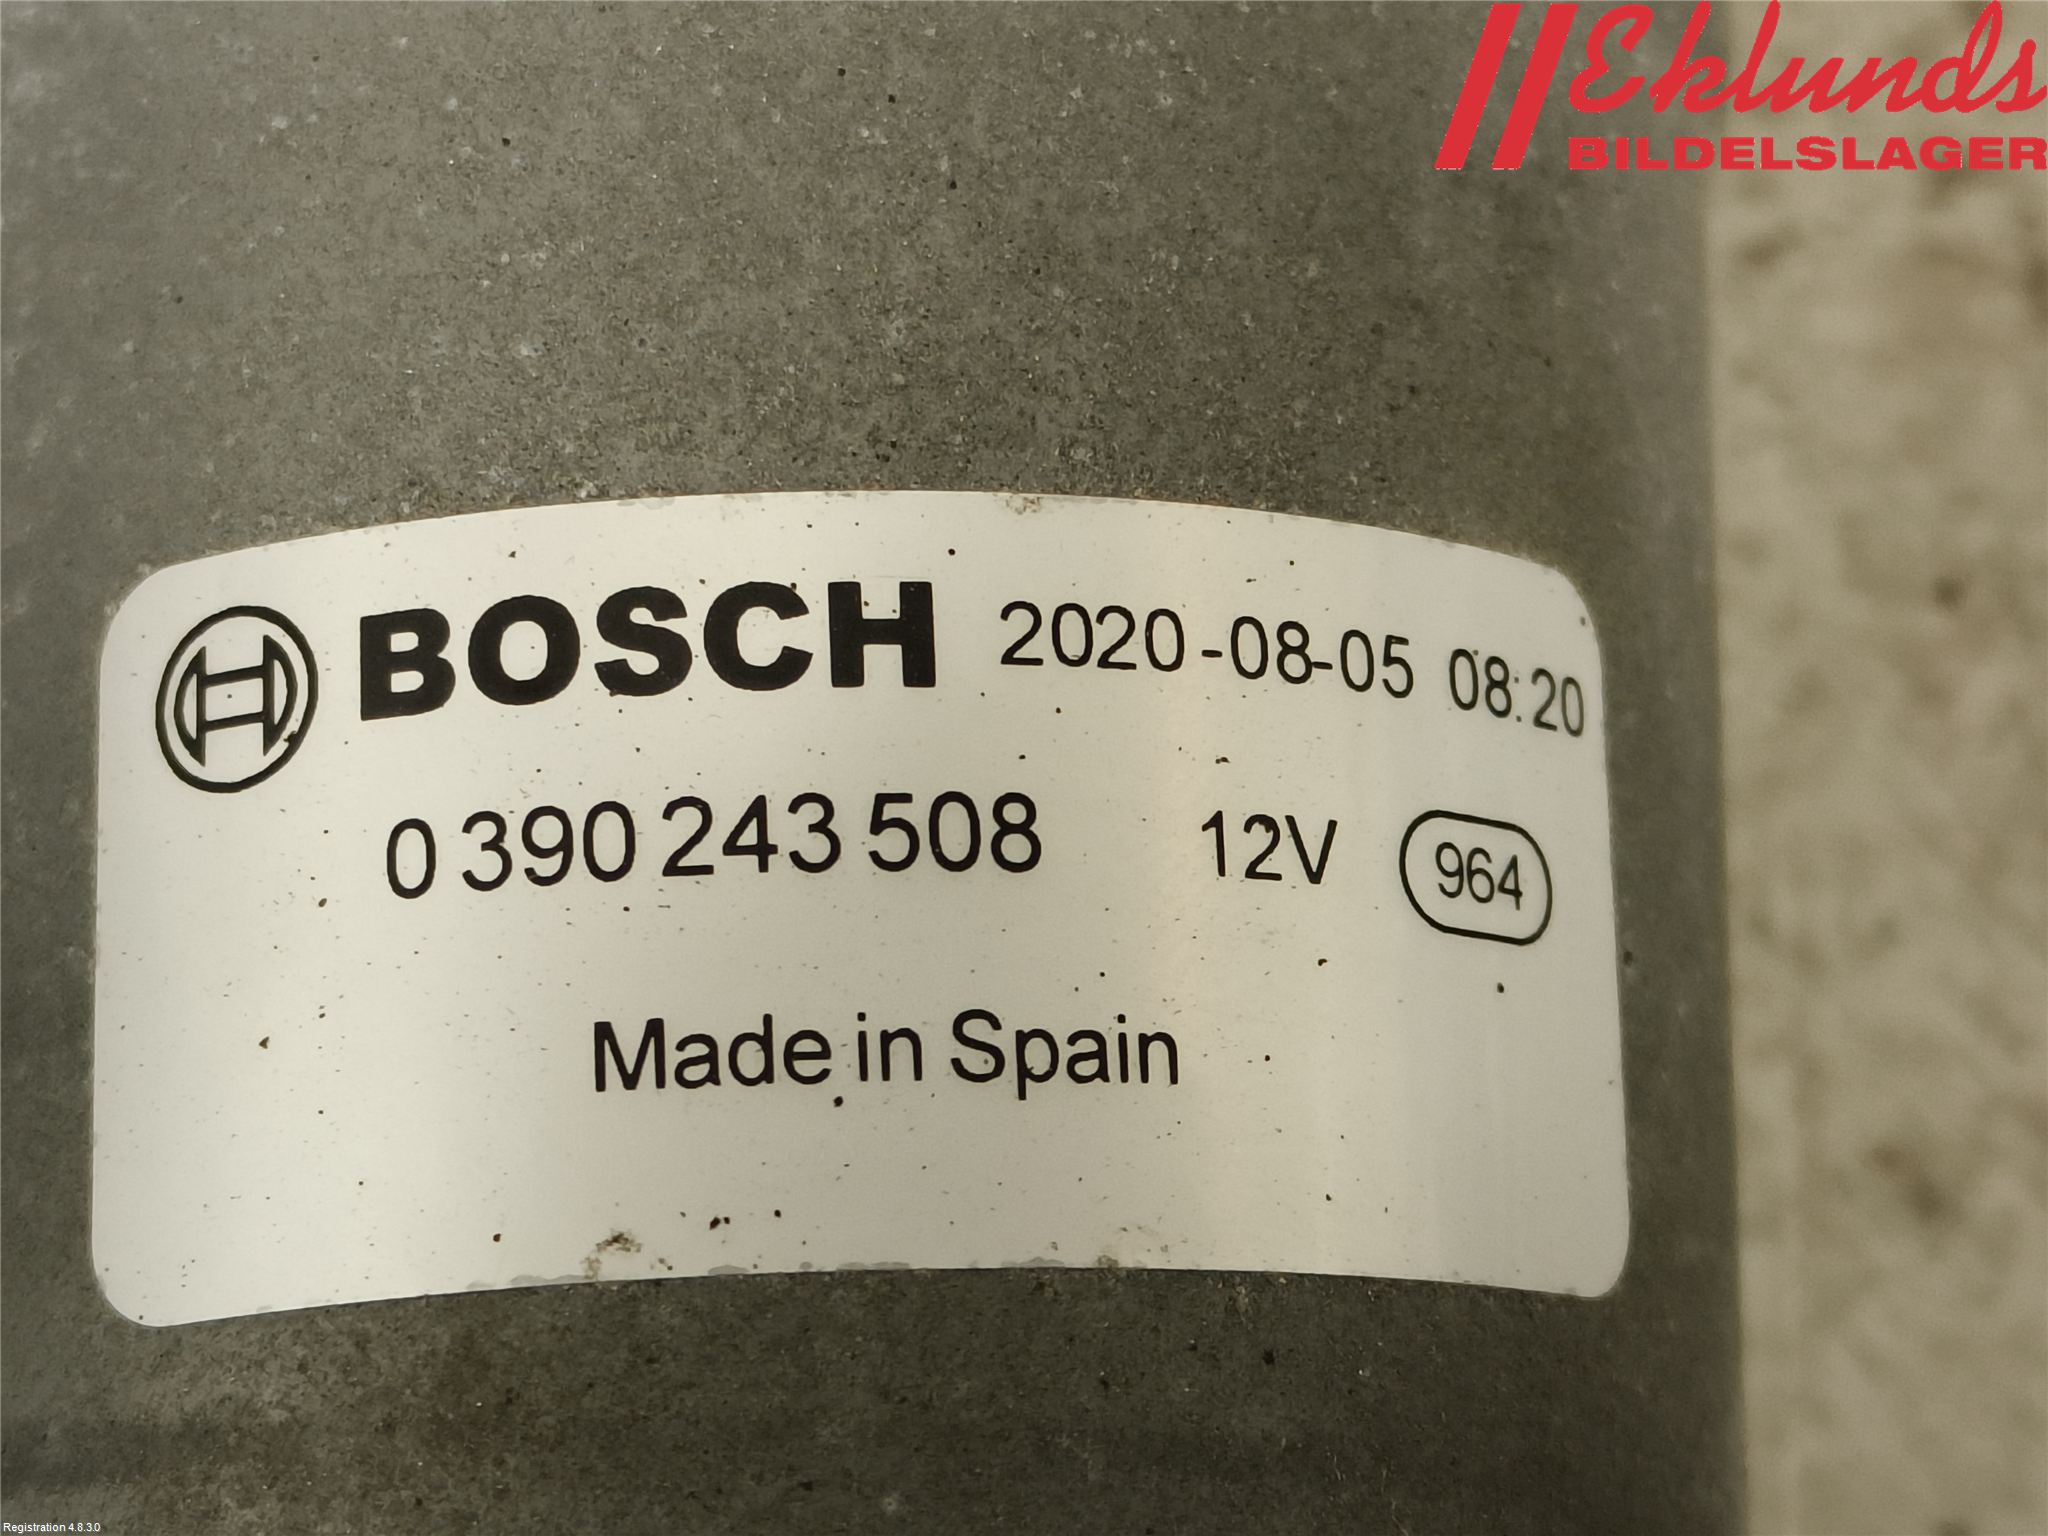 Eklunds
BILDELSLAGER
BOSCH 2020-08-05 08:20
0 390 243 508 12V 964
Made in Spain
Registration 4.8.3.0